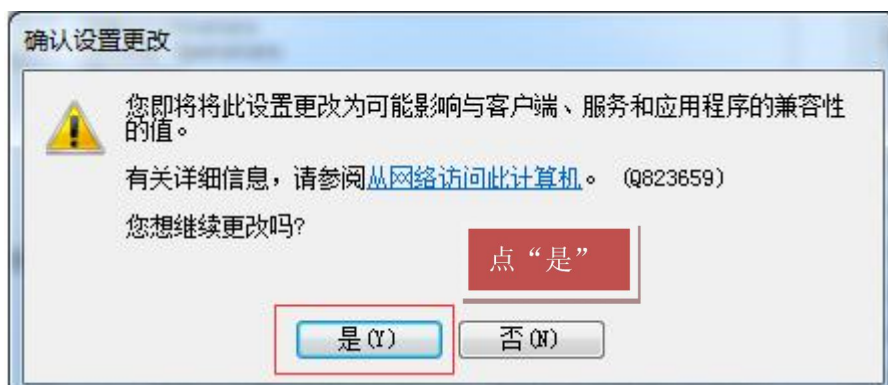 确认设置更改
您即将将此设置更改为可能影响与客户端、服务和应用程序的兼容性
的值。
有关详细信息，请参阅从网络访问此计算机。 (Q823659)
您想继续更改吗?
点“是”
是(Y)
否(N)